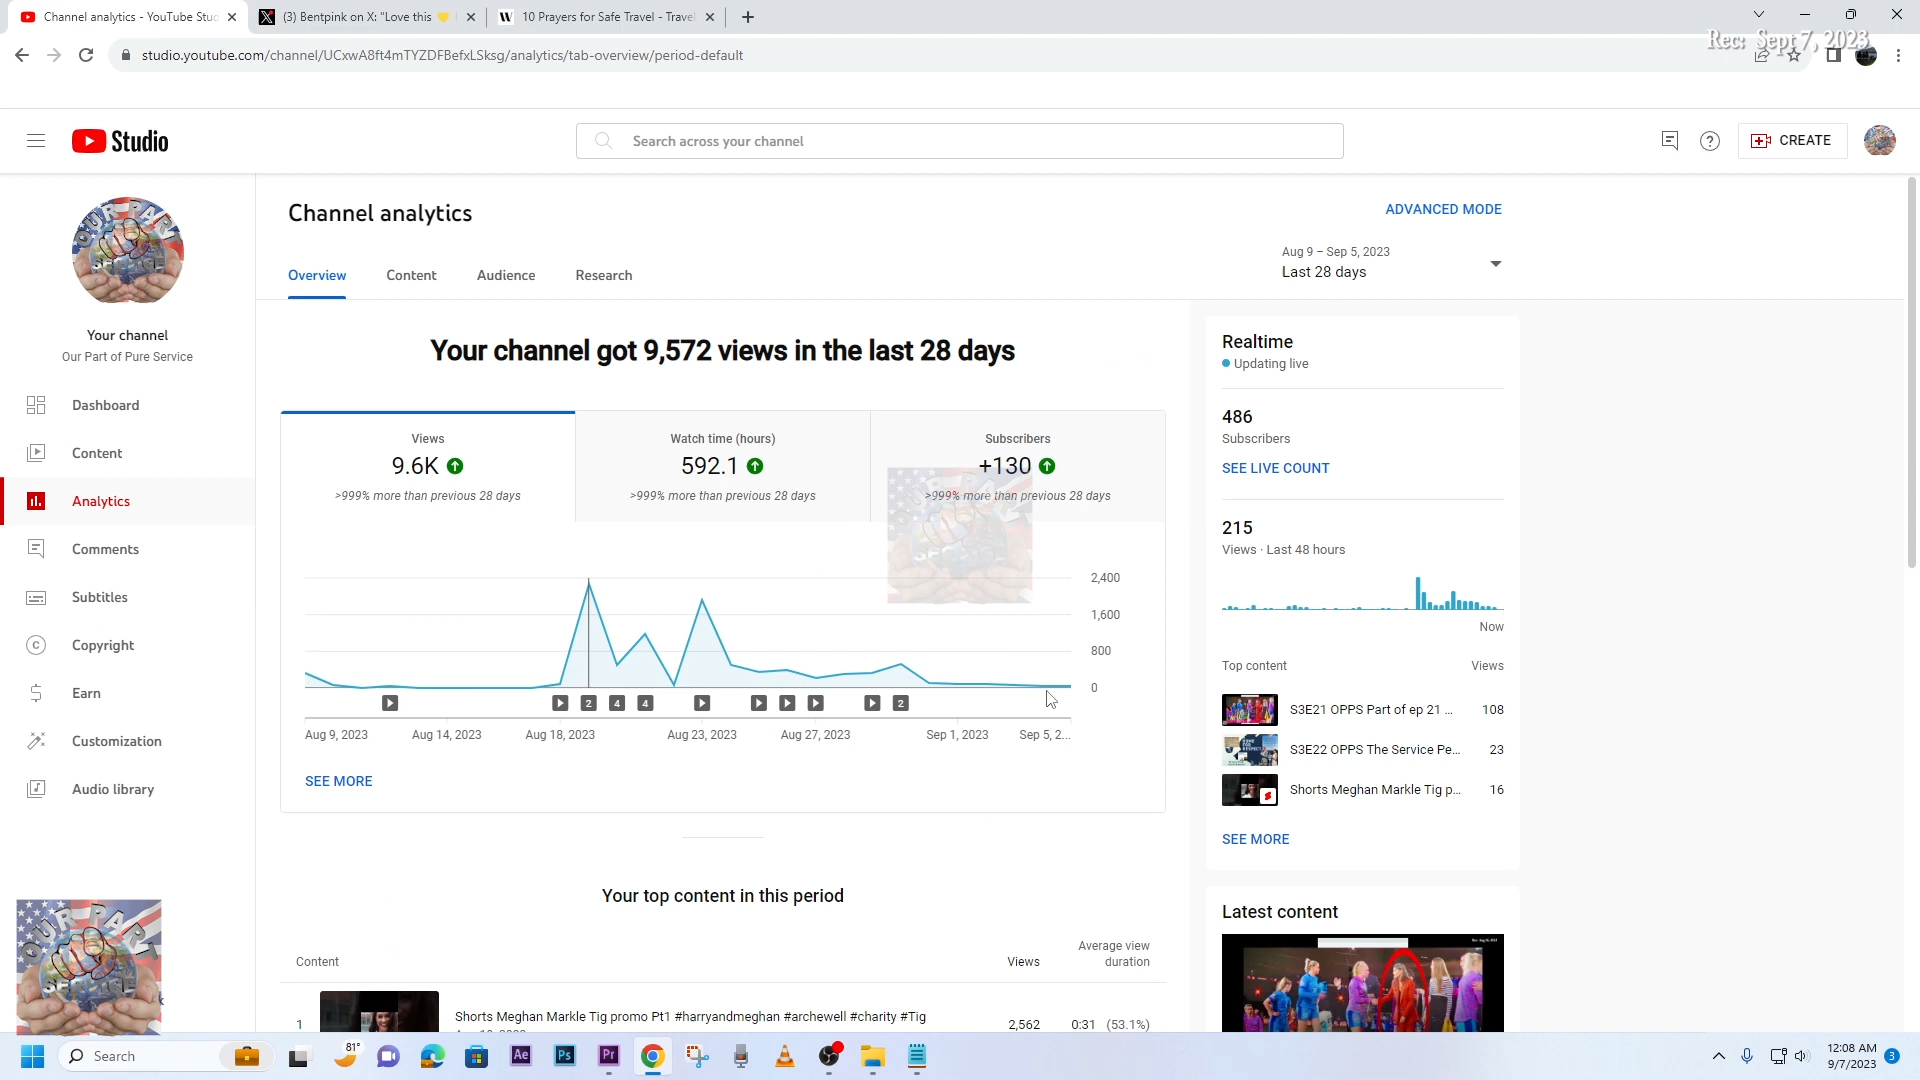 Channel analytics - YouTube Stud
(3) Bentpink on X: "Love this 💛
10 Prayers for Safe Travel - Trave
Rec: Sept 7, 2023
studio.youtube.com/channel/UCxwA8ft4mTYZDFBefxLSksg/analytics/tab-overview/period-default
Studio
Search across your channel
CREATE
OUR PART
SERVICE
Your channel
Our Part of Pure Service
Dashboard
Content
Analytics
Comments
Subtitles
Copyright
Earn
Customization
Audio library
Channel analytics
ADVANCED MODE
Aug 9 – Sep 5, 2023
Last 28 days
Overview
Content
Audience
Research
Your channel got 9,572 views in the last 28 days
Views
9.6K
>999% more than previous 28 days
Watch time (hours)
592.1
>999% more than previous 28 days
Subscribers
+130
>999% more than previous 28 days
2,400
1,600
800
0
2
4
4
2
Aug 9, 2023
Aug 14, 2023
Aug 18, 2023
Aug 23, 2023
Aug 27, 2023
Sep 1, 2023
Sep 5, 2...
SEE MORE
Your top content in this period
Content
Views
Average view
duration
1
Shorts Meghan Markle Tig promo Pt1 #harryandmeghan #archewell #charity #Tig
2,562
0:31 (53.1%)
Realtime
Updating live
486
Subscribers
SEE LIVE COUNT
215
Views · Last 48 hours
Now
Top content
Views
S3E21 OPPS Part of ep 21 ...
108
S3E22 OPPS The Service Pe...
23
Shorts Meghan Markle Tig p...
16
SEE MORE
Latest content
OUR PART
SERVICE
Search
81°
Ae
Ps
Pr
12:08 AM
9/7/2023
3